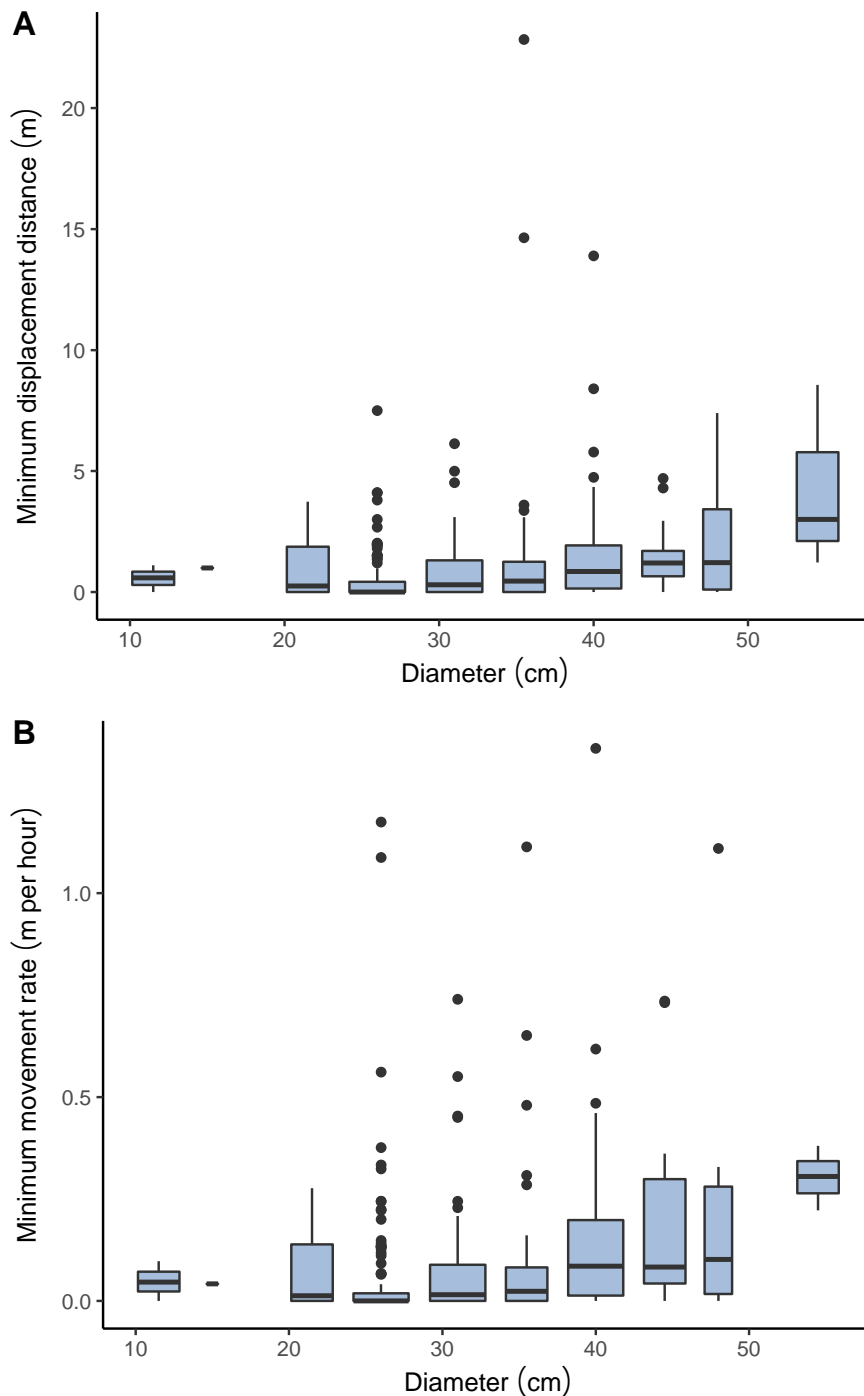 A
Minimum displacement distance (m)
20
15
10
5
0
10 20 30 40 50
Diameter (cm)
B
Minimum movement rate (m per hour)
1.0
0.5
0.0
10 20 30 40 50
Diameter (cm)